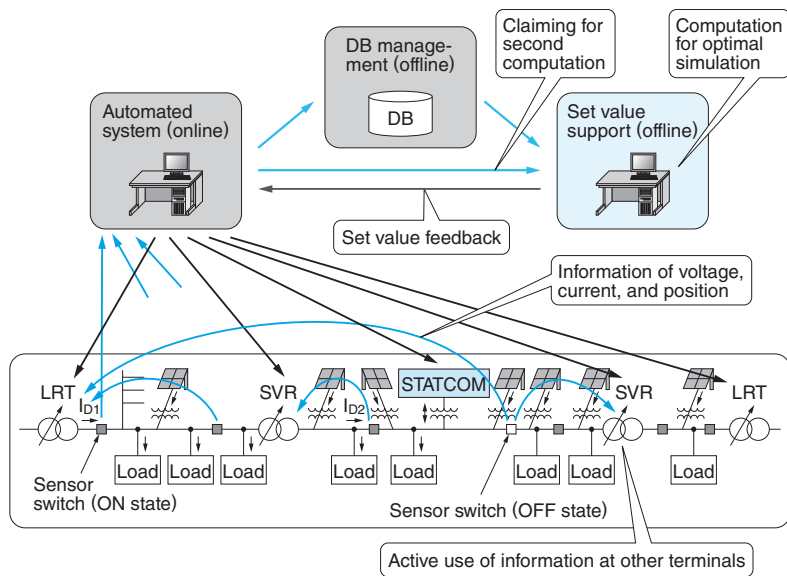 Claiming for
second
computation
Computation
for optimal
simulation
DB manage-
ment (offline)
DB
Automated
system (online)
Set value
support (offline)
Set value feedback
Information of voltage,
current, and position
LRT
SVR
STATCOM
SVR
LRT
ID1
ID2
Load
Load
Load
Load
Load
Load
Load
Load
Sensor
switch (ON state)
Sensor switch (OFF state)
Active use of information at other terminals